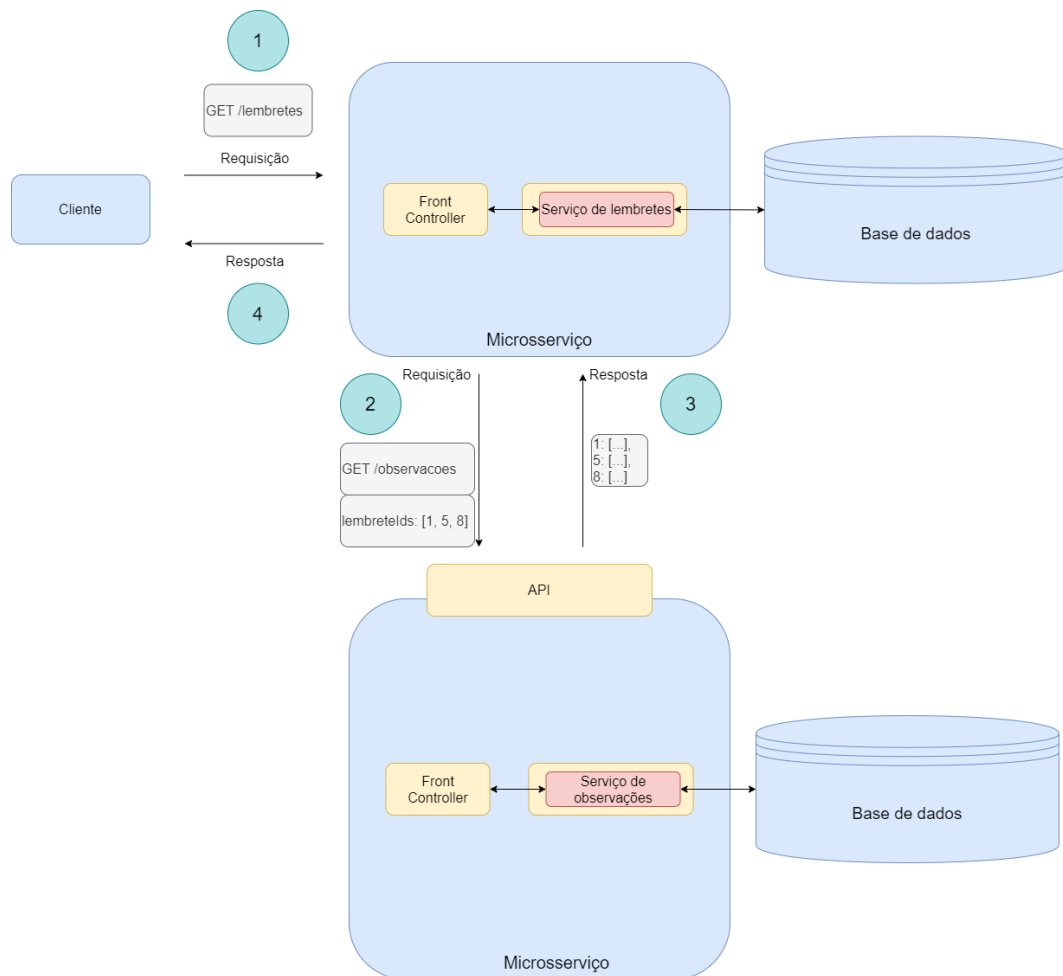 1
GET /lembretes
Requisição
Cliente
Front
Controller
Serviço de lembretes
Base de dados
Resposta
4
Microsserviço
Requisição
Resposta
2
3
GET /observacoes
lembreteIds: [1, 5, 8]
1: [...],
5: [...],
8: [...]
API
Front
Controller
Serviço de
observações
Base de dados
Microsserviço